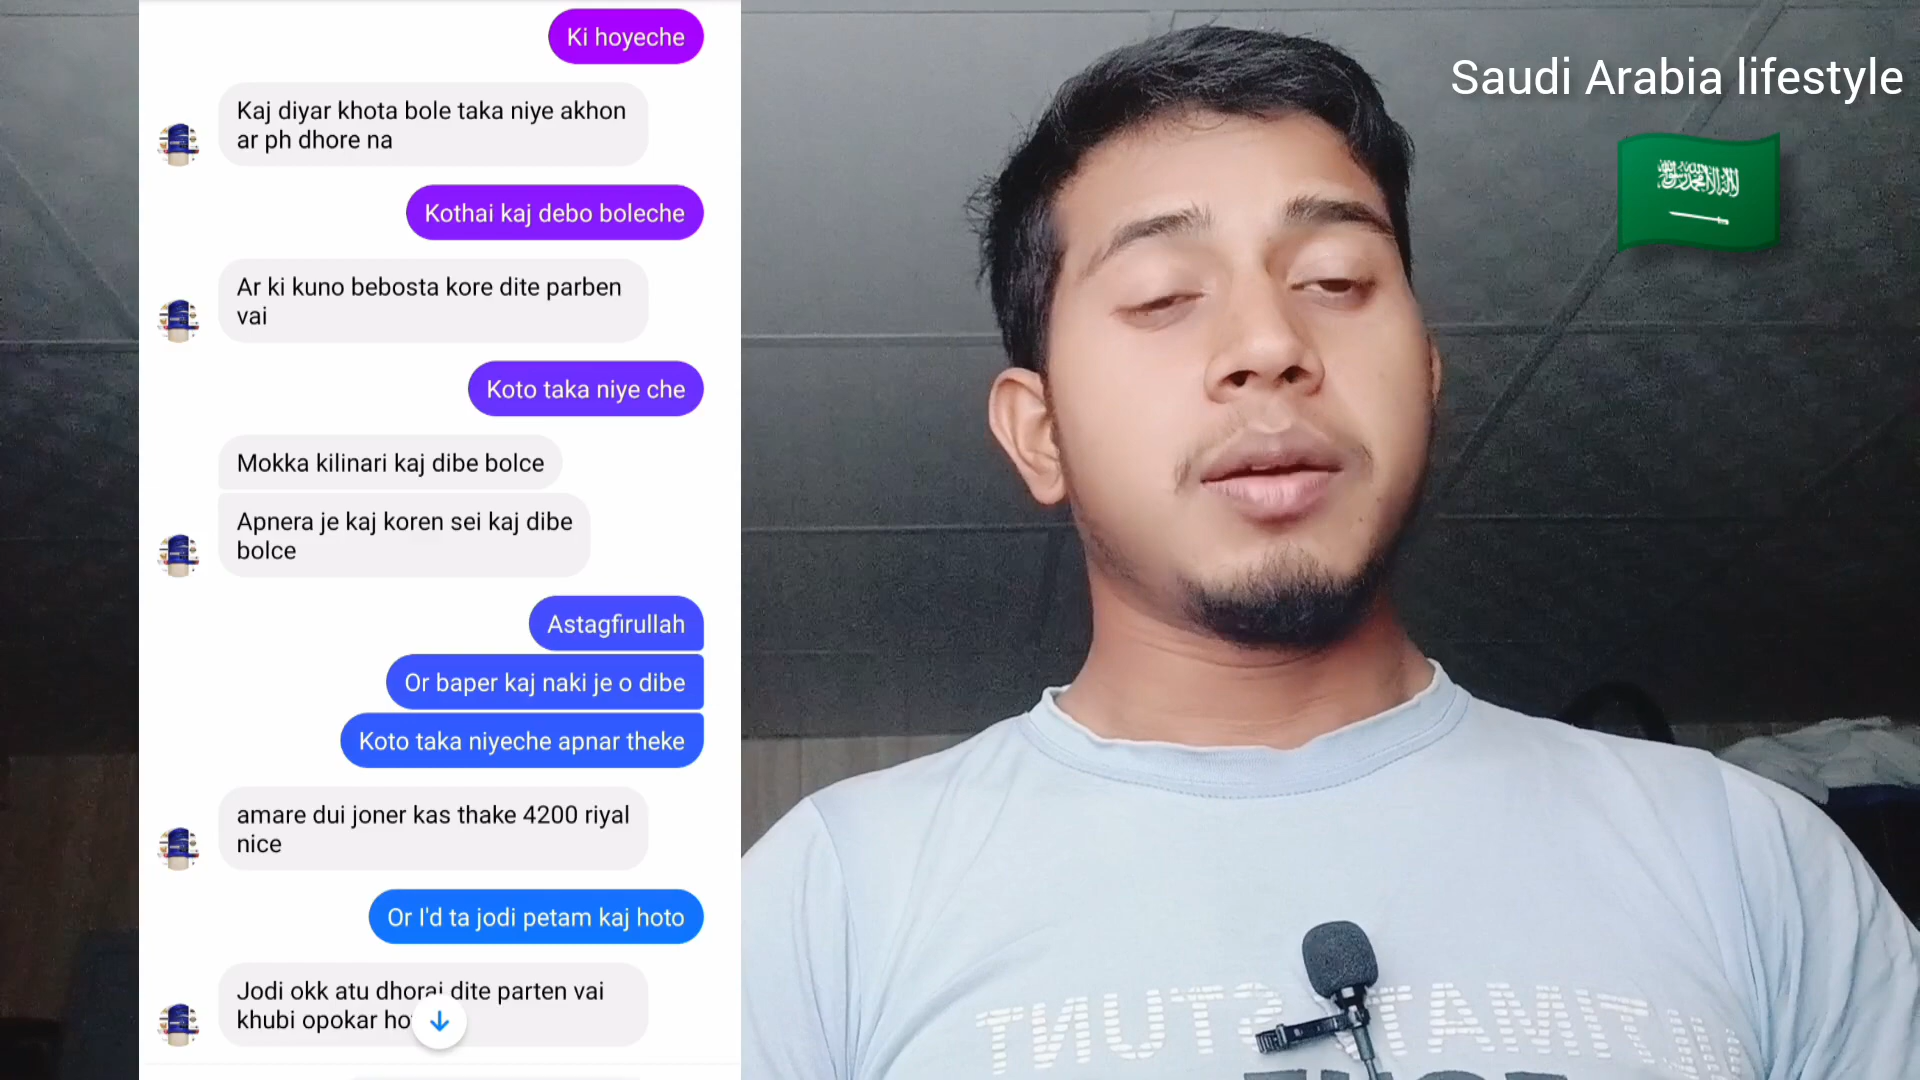 Ki hoyeche
Kaj diyar khota bole taka niye akhon
ar ph dhore na
Kothai kaj debo boleche
Ar ki kuno bebosta kore dite parben
vai
Koto taka niye che
Mokka kilinari kaj dibe bolce
Apnera je kaj koren sei kaj dibe
bolce
Astagfirullah
Or baper kaj naki je o dibe
Koto taka niyeche apnar theke
amare dui joner kas thake 4200 riyal
nice
Or I'd ta jodi petam kaj hoto
Jodi okk atu dhorai dite parten vai
khubi opokar
Saudi Arabia lifestyle